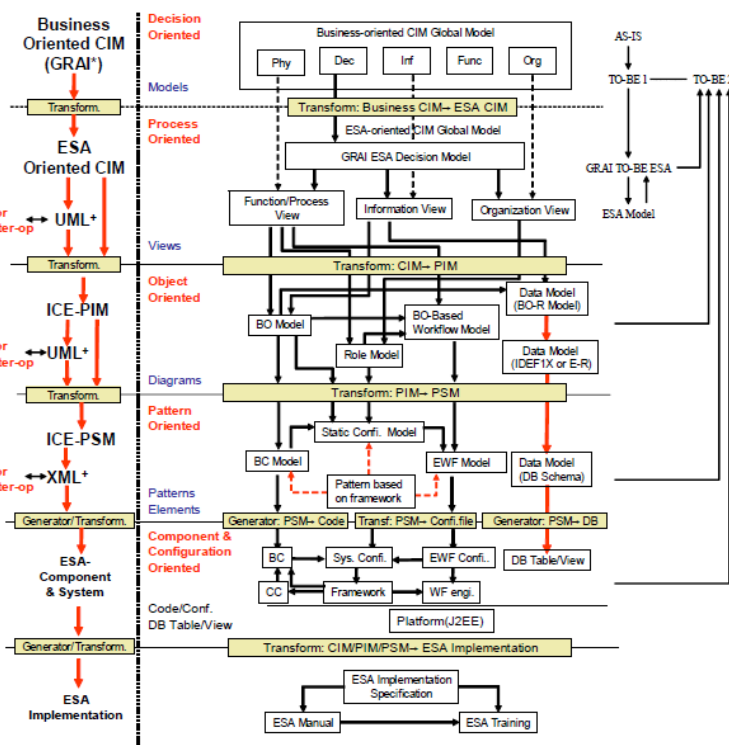 Business
Oriented CIM
(GRAI*)
Transform.
ESA
Oriented CIM
UML+
Transform.
ICE-PIM
UML+
Transform.
ICE-PSM
XML+
Generator/Transform.
ESA-
Component
& System
Generator/Transform.
ESA
Implementation
Decision
Oriented
Models
Process
Oriented
Views
Object
Oriented
Diagrams
Pattern
Oriented
Patterns
Elements
Component &
Configuration
Oriented
Code/Conf.
DB Table/View
Business-oriented CIM Global Model
Phy
Dec
Inf
Func
Org
Transform: Business CIM→ ESA CIM
ESA-oriented CIM Global Model
GRAI ESA Decision Model
Function/Process
View
Information View
Organization View
Transform: CIM→ PIM
BO Model
BO-Based
Workflow Model
Data Model
(BO-R Model)
Role Model
Data Model
(IDEF1X or E-R)
Transform: PIM→ PSM
Static Confi. Model
BC Model
EWF Model
Data Model
(DB Schema)
Pattern based
on framework
Generator: PSM→ Code
Transf: PSM→ Confi.file
Generator: PSM→ DB
BC
Sys. Confi.
EWF Confi..
DB Table/View
CC
Framework
WF engi.
Platform(J2EE)
Transform: CIM/PIM/PSM→ ESA Implementation
ESA Implementation
Specification
ESA Manual
ESA Training
AS-IS
TO-BE 1
TO-BE 2
GRAI TO-BE ESA
ESA Model